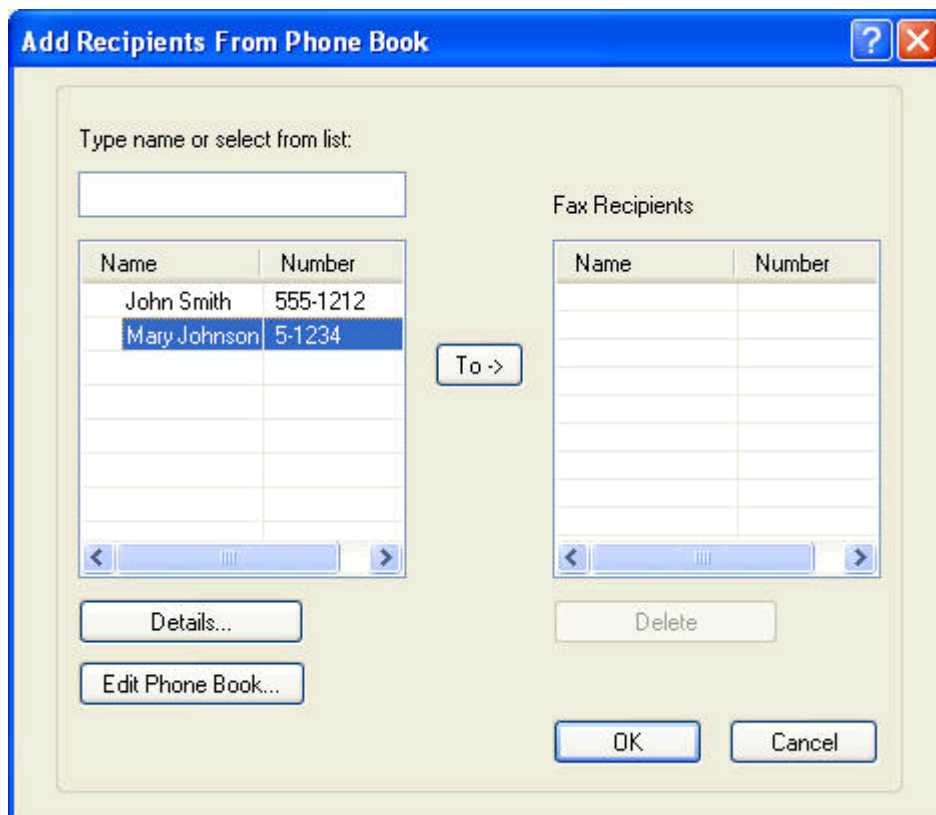 Add Recipients From Phone Book
Type name or select from list:
Fax Recipients
Name Number
John Smith 555-1212
Mary Johnson 5-1234
To ->
Name Number
Details...
Edit Phone Book...
Delete
OK Cancel